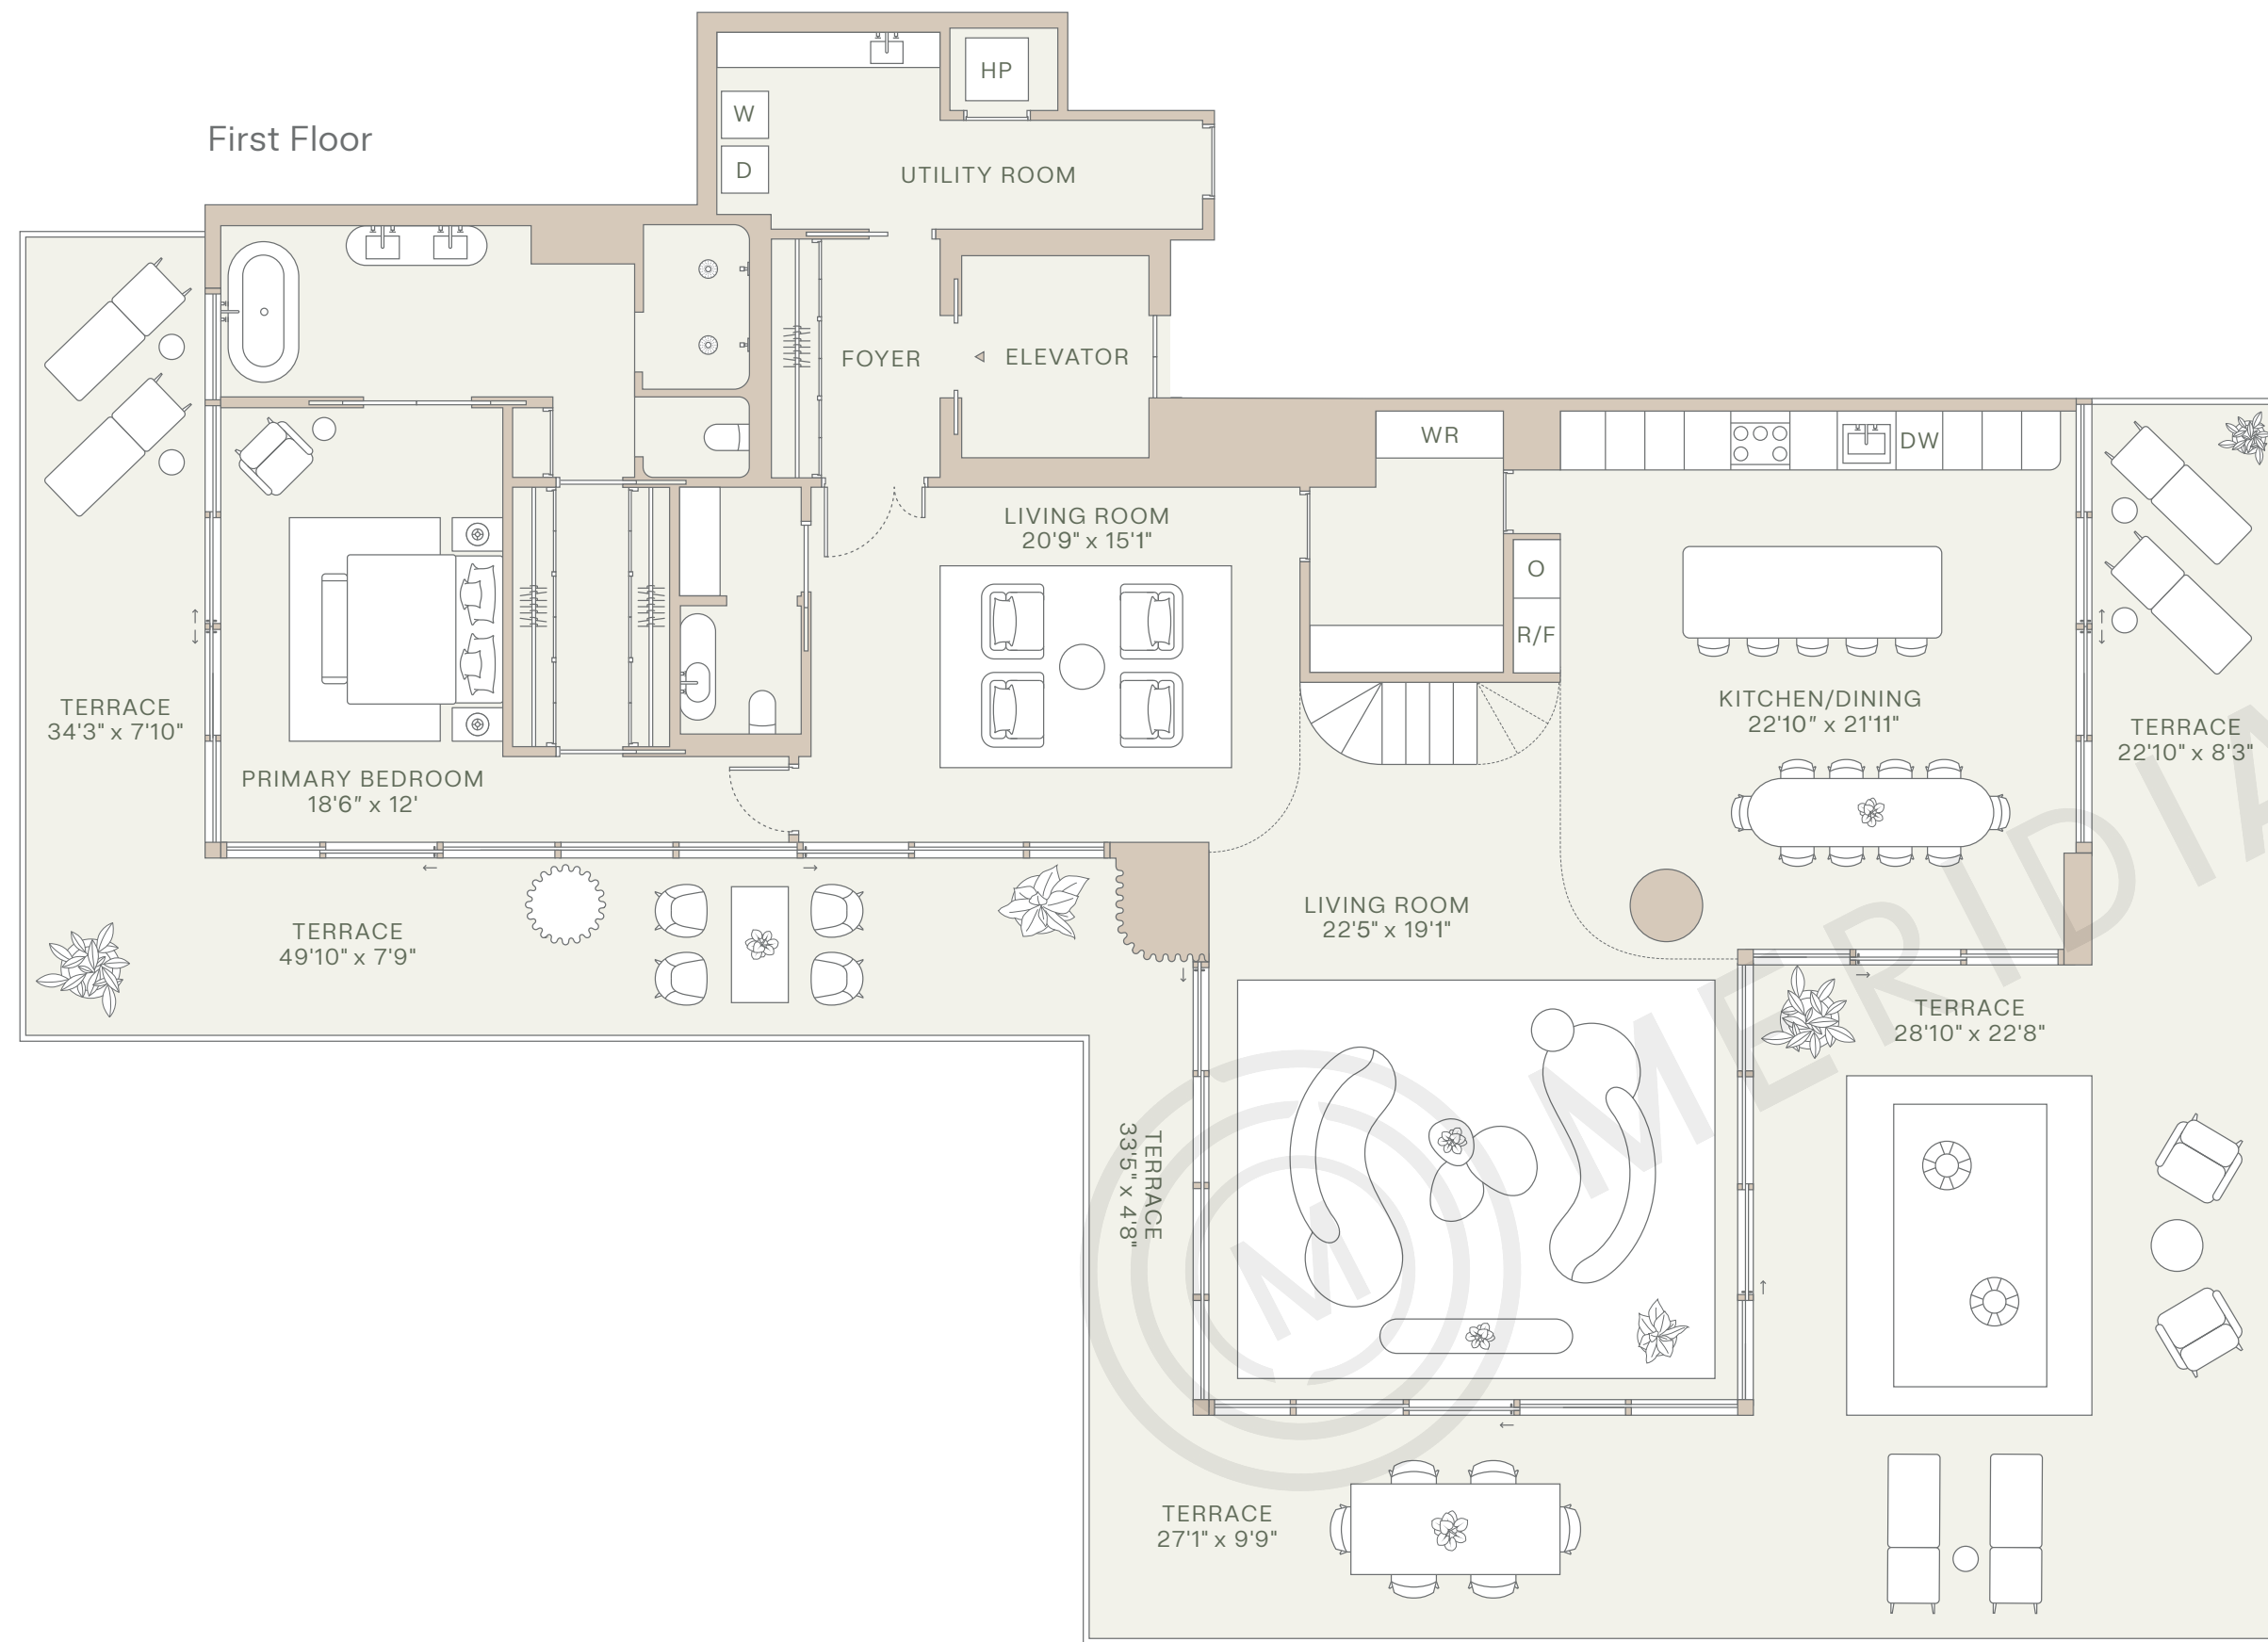 HP
W
First Floor
D
UTILITY ROOM
FOYER
ELEVATOR
WR
DW
LIVING ROOM
20'9" x 15'1"
O
R/F
KITCHEN/DINING
22'10" x 21'11"
TERRACE
34'3" x 7'10"
TERRACE
22'10" x 8'3"
PRIMARY BEDROOM
18'6" x 12'
LIVING ROOM
22'5" x 19'1"
TERRACE
49'10" x 7'9"
TERRACE
28'10" x 22'8"
TERRACE
33'5" x 4'8"
M MERIDIA
TERRACE
27'1" x 9'9"